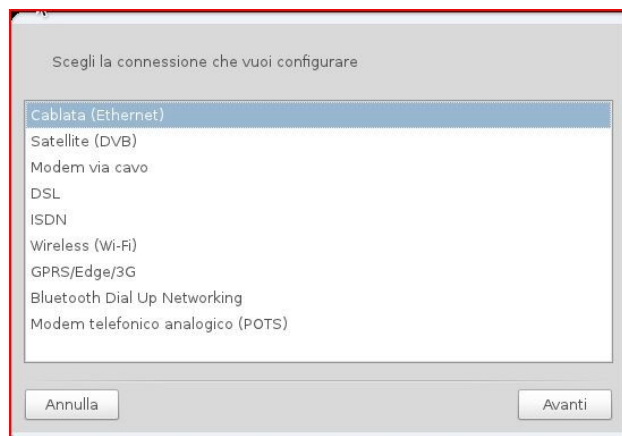 Scegli la connessione che vuoi configurare
Cablata (Ethernet)
Satellite (DVB)
Modem via cavo
DSL
ISDN
Wireless (Wi-Fi)
GPRS/Edge/3G
Bluetooth Dial Up Networking
Modem telefonico analogico (POTS)
Annulla
Avanti